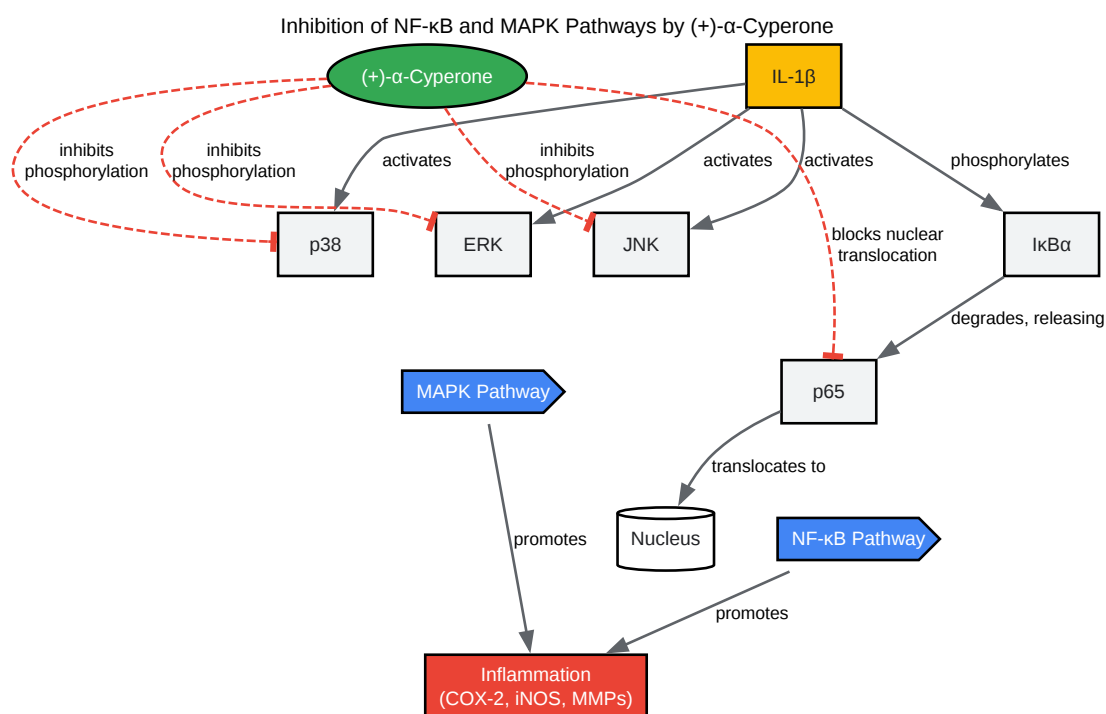 Inhibition of NF-κB and MAPK Pathways by (+)-α-Cyperone
(+)-α-Cyperone
IL-1β
inhibits
phosphorylation
inhibits
phosphorylation
activates
inhibits
phosphorylation
activates
activates
phosphorylates
p38
ERK
JNK
blocks nuclear
translocation
IκBα
degrades, releasing
MAPK Pathway
p65
translocates to
Nucleus
NF-κB Pathway
promotes
promotes
Inflammation
(COX-2, iNOS, MMPs)